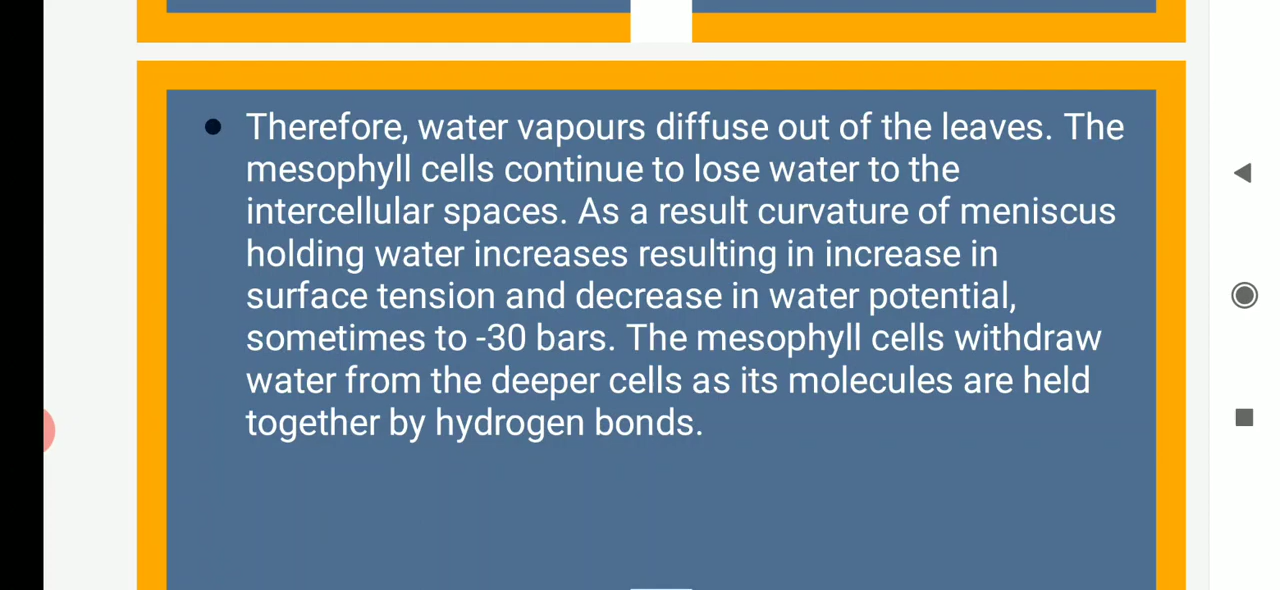 ● Therefore, water vapours diffuse out of the leaves. The
mesophyll cells continue to lose water to the
intercellular spaces. As a result curvature of meniscus
holding water increases resulting in increase in
surface tension and decrease in water potential,
sometimes to -30 bars. The mesophyll cells withdraw
water from the deeper cells as its molecules are held
together by hydrogen bonds.